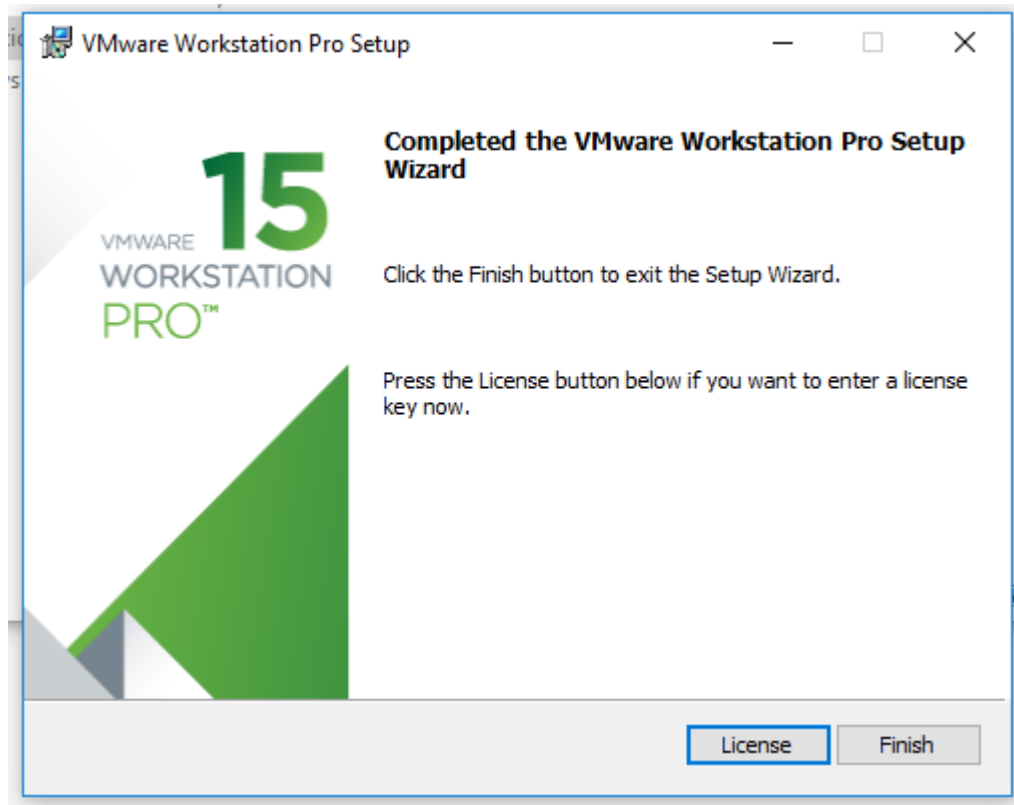 VMware Workstation Pro Setup
15
VMWARE
WORKSTATION
PRO™
Completed the VMware Workstation Pro Setup
Wizard
Click the Finish button to exit the Setup Wizard.
Press the License button below if you want to enter a license
key now.
License
Finish